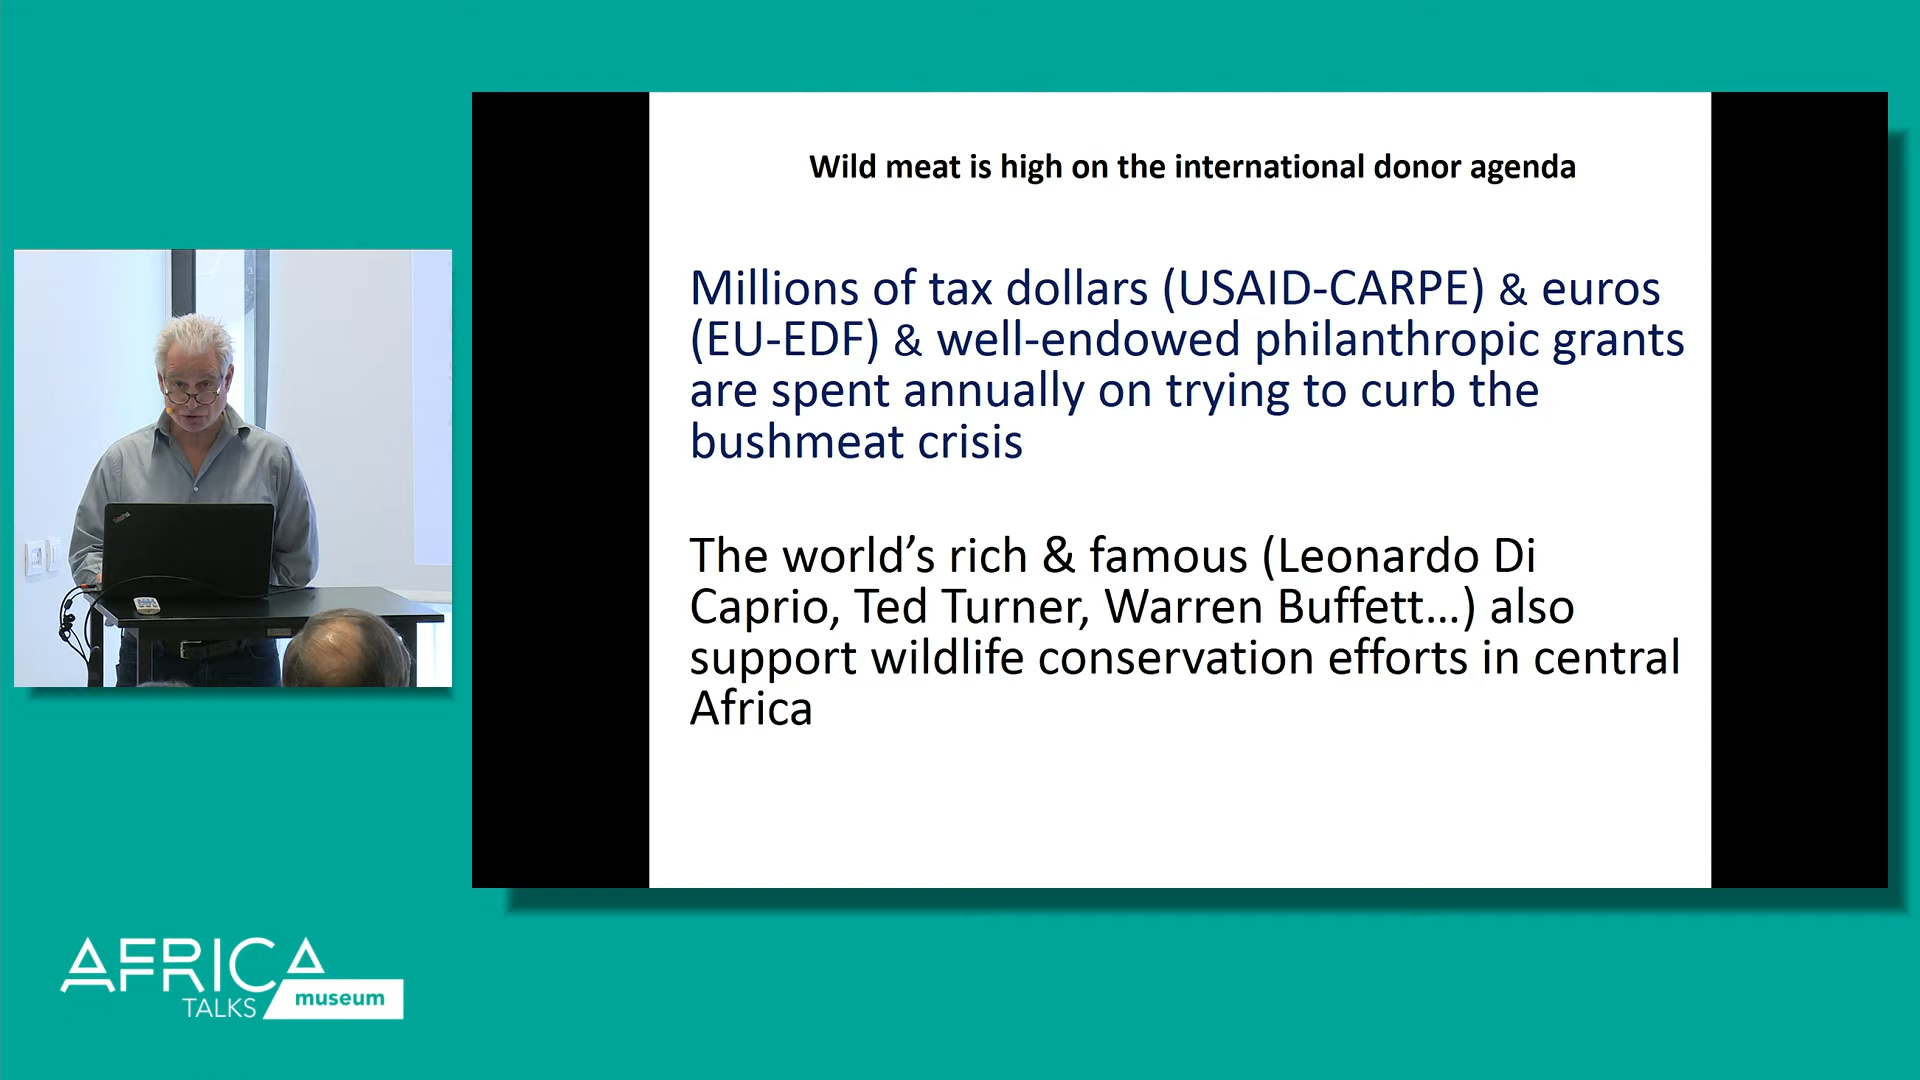 Wild meat is high on the international donor agenda
Millions of tax dollars (USAID-CARPE) & euros
(EU-EDF) & well-endowed philanthropic grants
are spent annually on trying to curb the
bushmeat crisis
The world’s rich & famous (Leonardo Di
Caprio, Ted Turner, Warren Buffett...) also
support wildlife conservation efforts in central
Africa
ThinkPad
AFRICA
TALKS museum